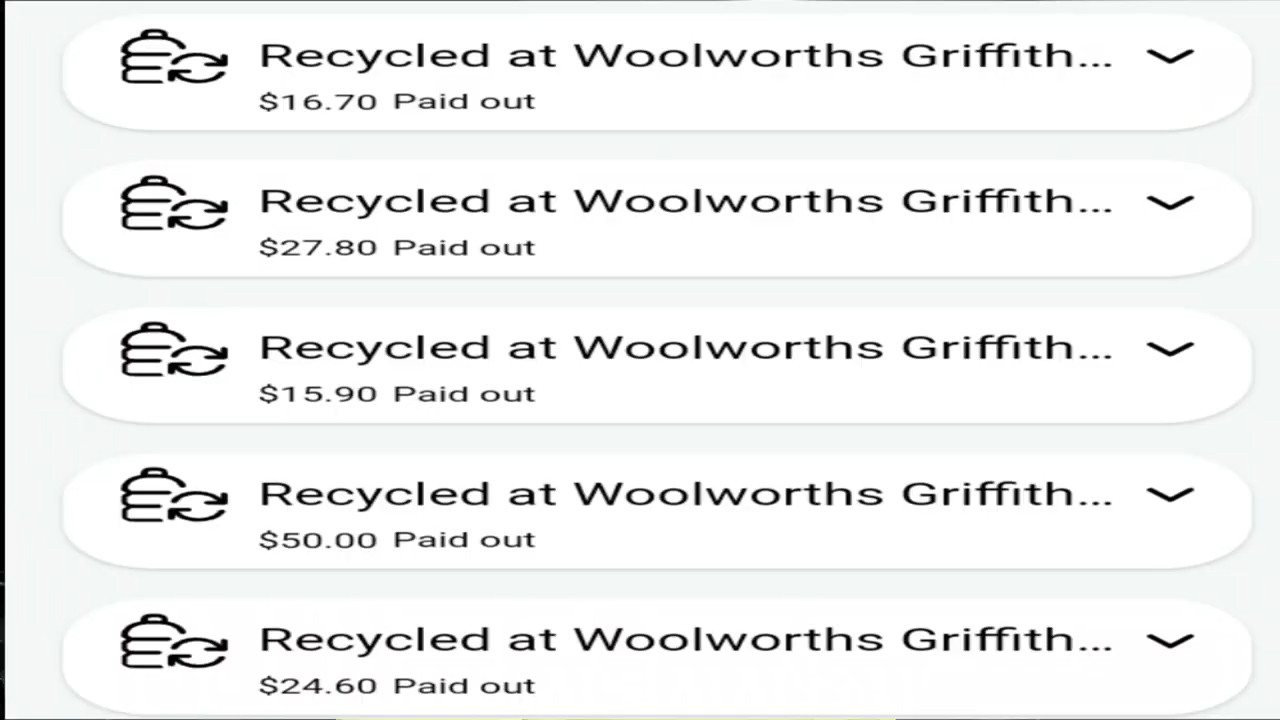 Recycled at Woolworths Griffith...
$16.70 Paid out
Recycled at Woolworths Griffith...
$27.80 Paid out
Recycled at Woolworths Griffith...
$15.90 Paid out
Recycled at Woolworths Griffith...
$50.00 Paid out
Recycled at Woolworths Griffith...
$24.60 Paid out